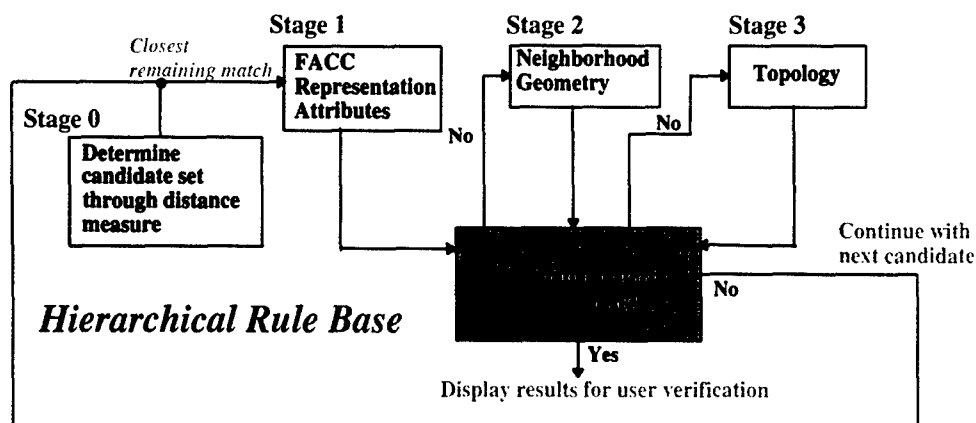 Stage 1
Stage 2
Stage 3
Closest
remaining match
FACC
Representation
Attributes
Neighborhood
Geometry
Topology
No
No
Stage 0
Determine
candidate set
through distance
measure
Continue with
next candidate
No
Hierarchical Rule Base
Yes
Display results for user verification